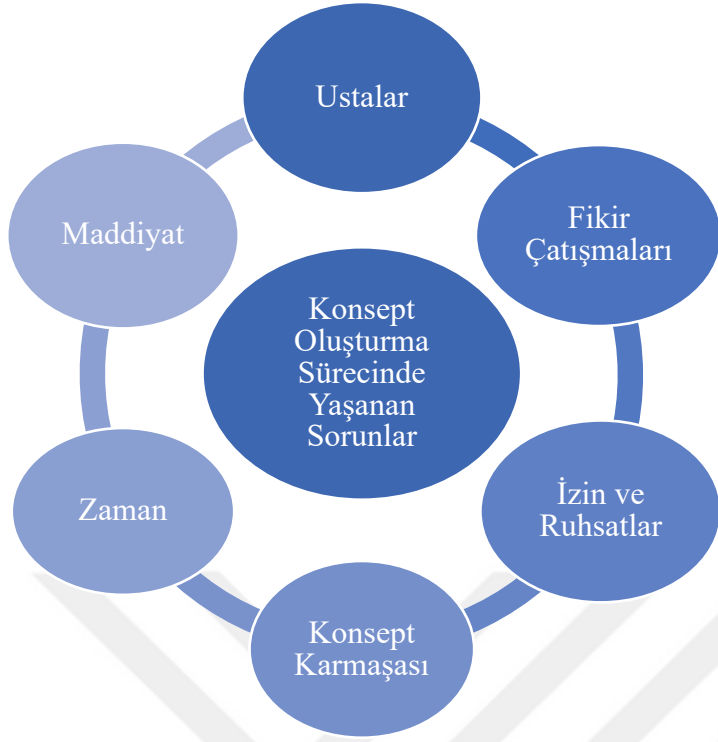 Ustalar
Fikir
Çatışmaları
İzin ve
Ruhsatlar
Konsept
Karmaşası
Zaman
Maddiyat
Konsept
Oluşturma
Sürecinde
Yaşanan
Sorunlar